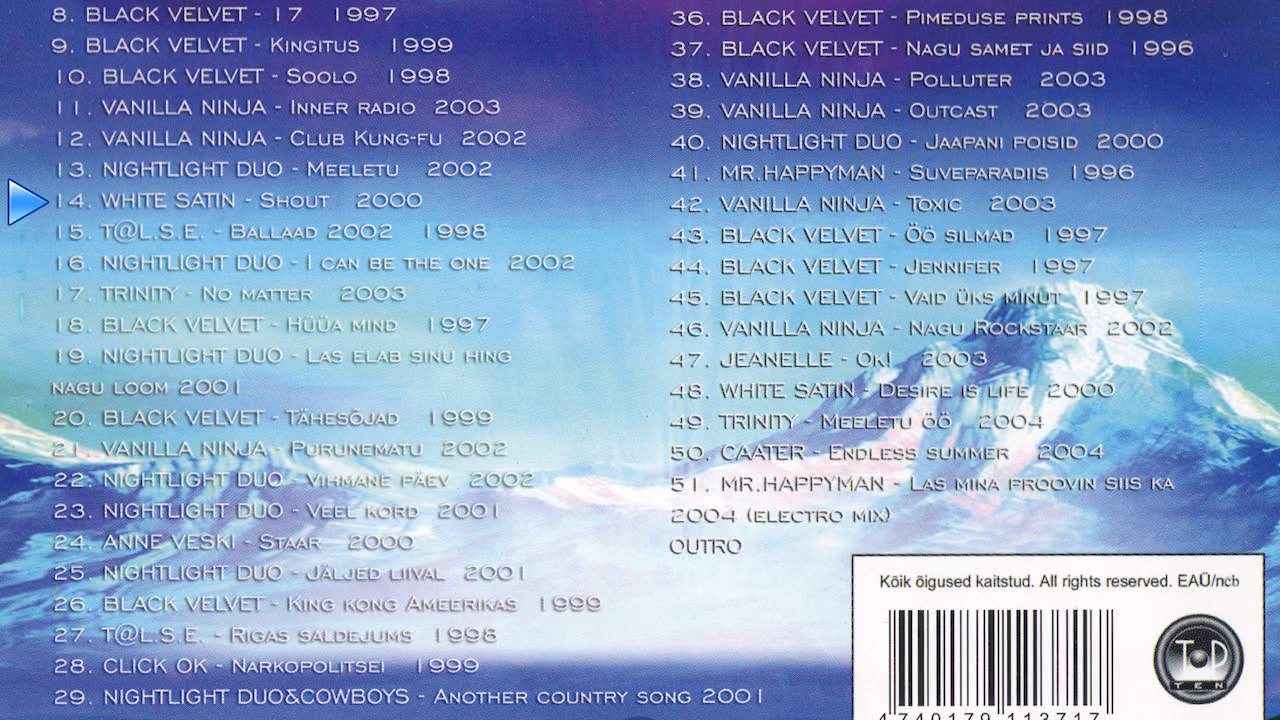 8. BLACK VELVET - 17 1997
9. BLACK VELVET - KINGITUS 1999
10. BLACK VELVET - SOOLO 1998
11. VANILLA NINJA - INNER RADIO 2003
12. VANILLA NINJA - CLUB KUNG-FU 2002
13. NIGHTLIGHT DUO - MEELETU 2002
14. WHITE SATIN - SHOUT 2000
15. T@L.S.E. - BALLAAD 2002 1998
16. NIGHTLIGHT DUO - I CAN BE THE ONE 2002
17. TRINITY - NO MATTER 2003
18. BLACK VELVET - HÜÜA MIND 1997
19. NIGHTLIGHT DUO - LAS ELAB SINU HING
NAGU LOOM 2001
20. BLACK VELVET - TÄHESÕJAD 1999
21. VANILLA NINJA - PURUNEMATU 2002
22. NIGHTLIGHT DUO - VIHMANE PÄEV 2002
23. NIGHTLIGHT DUO - VEEL KORD 2001
24. ANNE VESKI - STAAR 2000
25. NIGHTLIGHT DUO - JÄLJED LIIVAL 2001
26. BLACK VELVET - KING KONG AMEERIKAS 1999
27. T@L.S.E. - RIGAS SALDEJUMS 1998
28. CLICK OK - NARKOPOLITSEI 1999
29. NIGHTLIGHT DUO&COWBOYS - ANOTHER COUNTRY SONG 2001
36. BLACK VELVET - PIMEDUSE PRINTS 1998
37. BLACK VELVET - NAGU SAMET JA SIID 1996
38. VANILLA NINJA - POLLUTER 2003
39. VANILLA NINJA - OUTCAST 2003
40. NIGHTLIGHT DUO - JAAPANI POISID 2000
41. MR.HAPPYMAN - SUVEPARADIIS 1996
42. VANILLA NINJA - TOXIC 2003
43. BLACK VELVET - ÖÖ SILMAD 1997
44. BLACK VELVET - JENNIFER 1997
45. BLACK VELVET - VAID ÜKS MINUT 1997
46. VANILLA NINJA - NAGU ROCKSTAAR 2002
47. JEANELLE - OK! 2003
48. WHITE SATIN - DESIRE IS LIFE 2000
49. TRINITY - MEELETU ÖÖ 2004
50. CAATER - ENDLESS SUMMER 2004
51. MR.HAPPYMAN - LAS MINA PROOVIN SIIS KA
2004 (ELECTRO MIX)
OUTRO
Kõik õigused kaitstud. All rights reserved. EAÜ/ncb
TOP
TEN
4 740179 113717